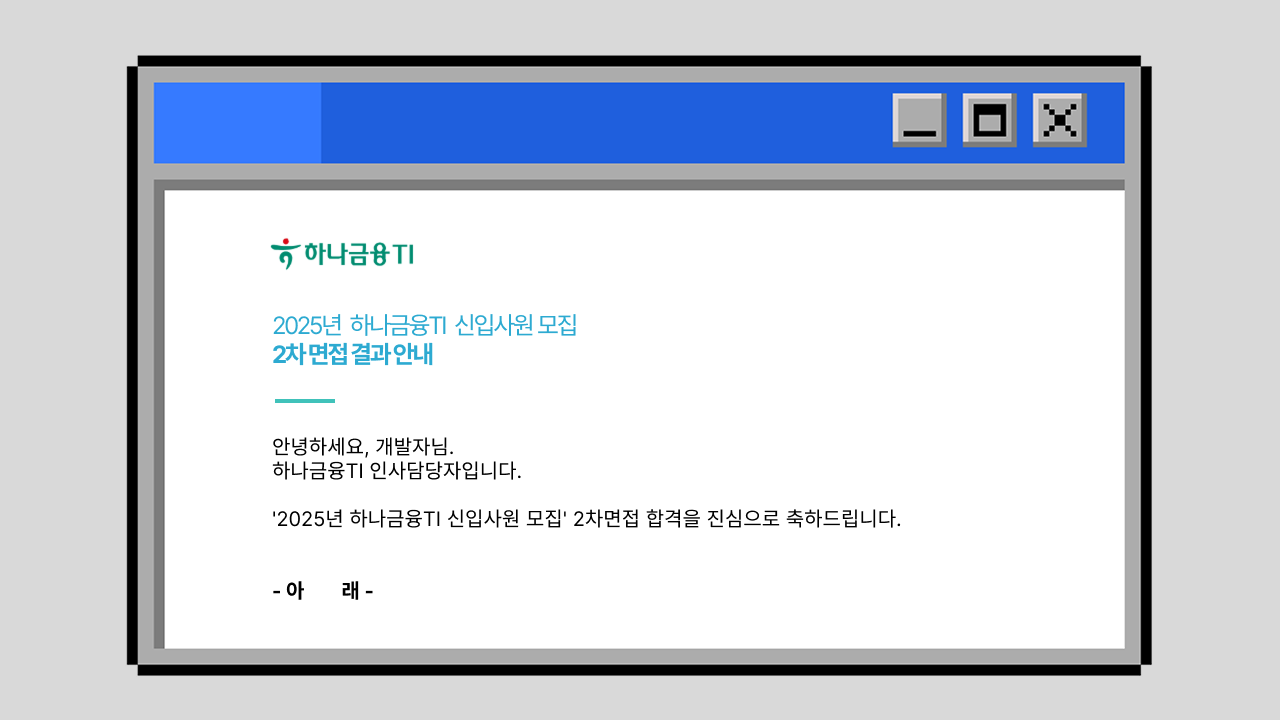 하나금융TI
2025년 하나금융TI 신입사원 모집
2차 면접 결과 안내
안녕하세요, 개발자님.
하나금융TI 인사담당자입니다.
'2025년 하나금융TI 신입사원 모집' 2차면접 합격을 진심으로 축하드립니다.
- 아 래 -